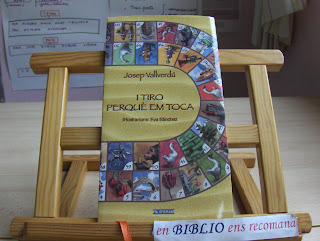 Josep Vallverdú
I TIRO
PERQUÈ EM TOCA
Il·lustracions: Eva Sánchez
en BIBLIO ens recomana